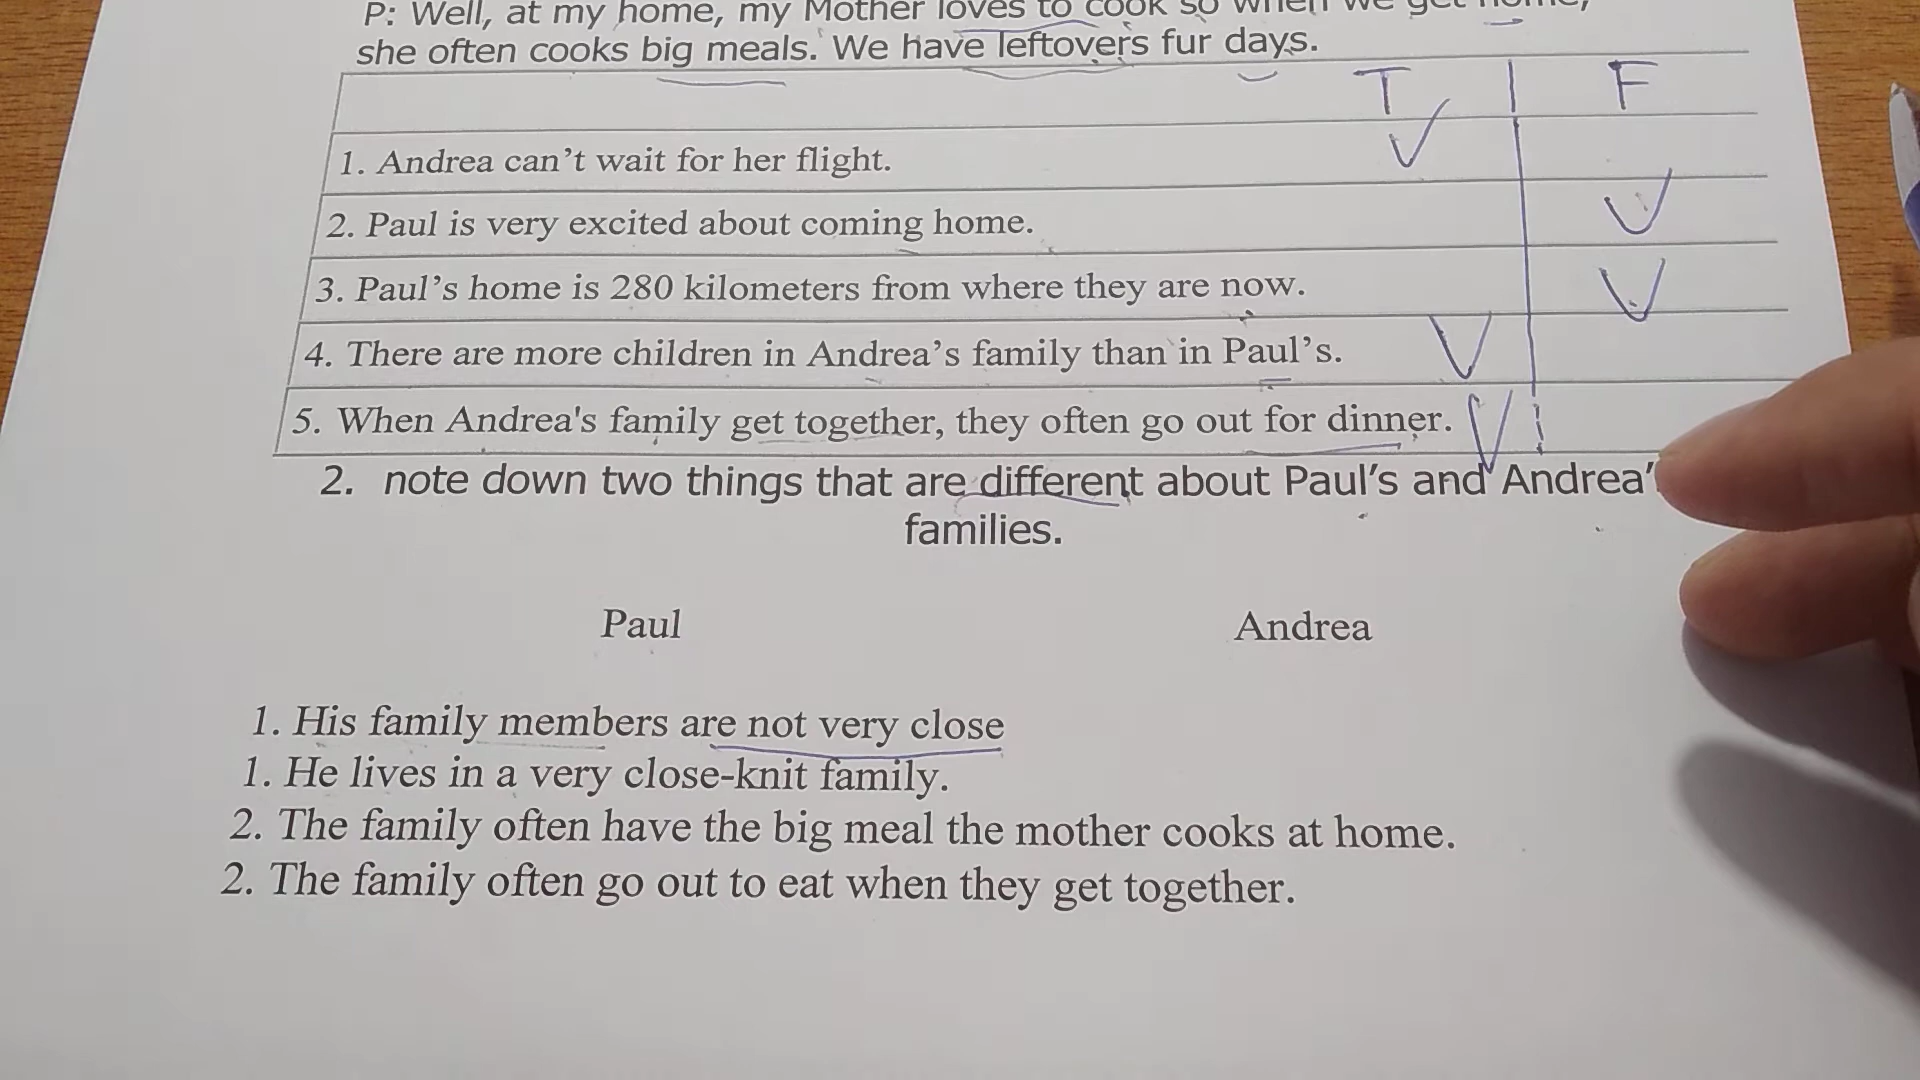 P: Well, at my home, my Mother loves to cook so when we get home,
she often cooks big meals. We have leftovers fur days.
T | F
1. Andrea can't wait for her flight. V
2. Paul is very excited about coming home. V
3. Paul's home is 280 kilometers from where they are now. V
4. There are more children in Andrea's family than in Paul's. V
5. When Andrea's family get together, they often go out for dinner. V
2. note down two things that are different about Paul's and Andrea'
families.
Paul Andrea
1. His family members are not very close
1. He lives in a very close-knit family.
2. The family often have the big meal the mother cooks at home.
2. The family often go out to eat when they get together.